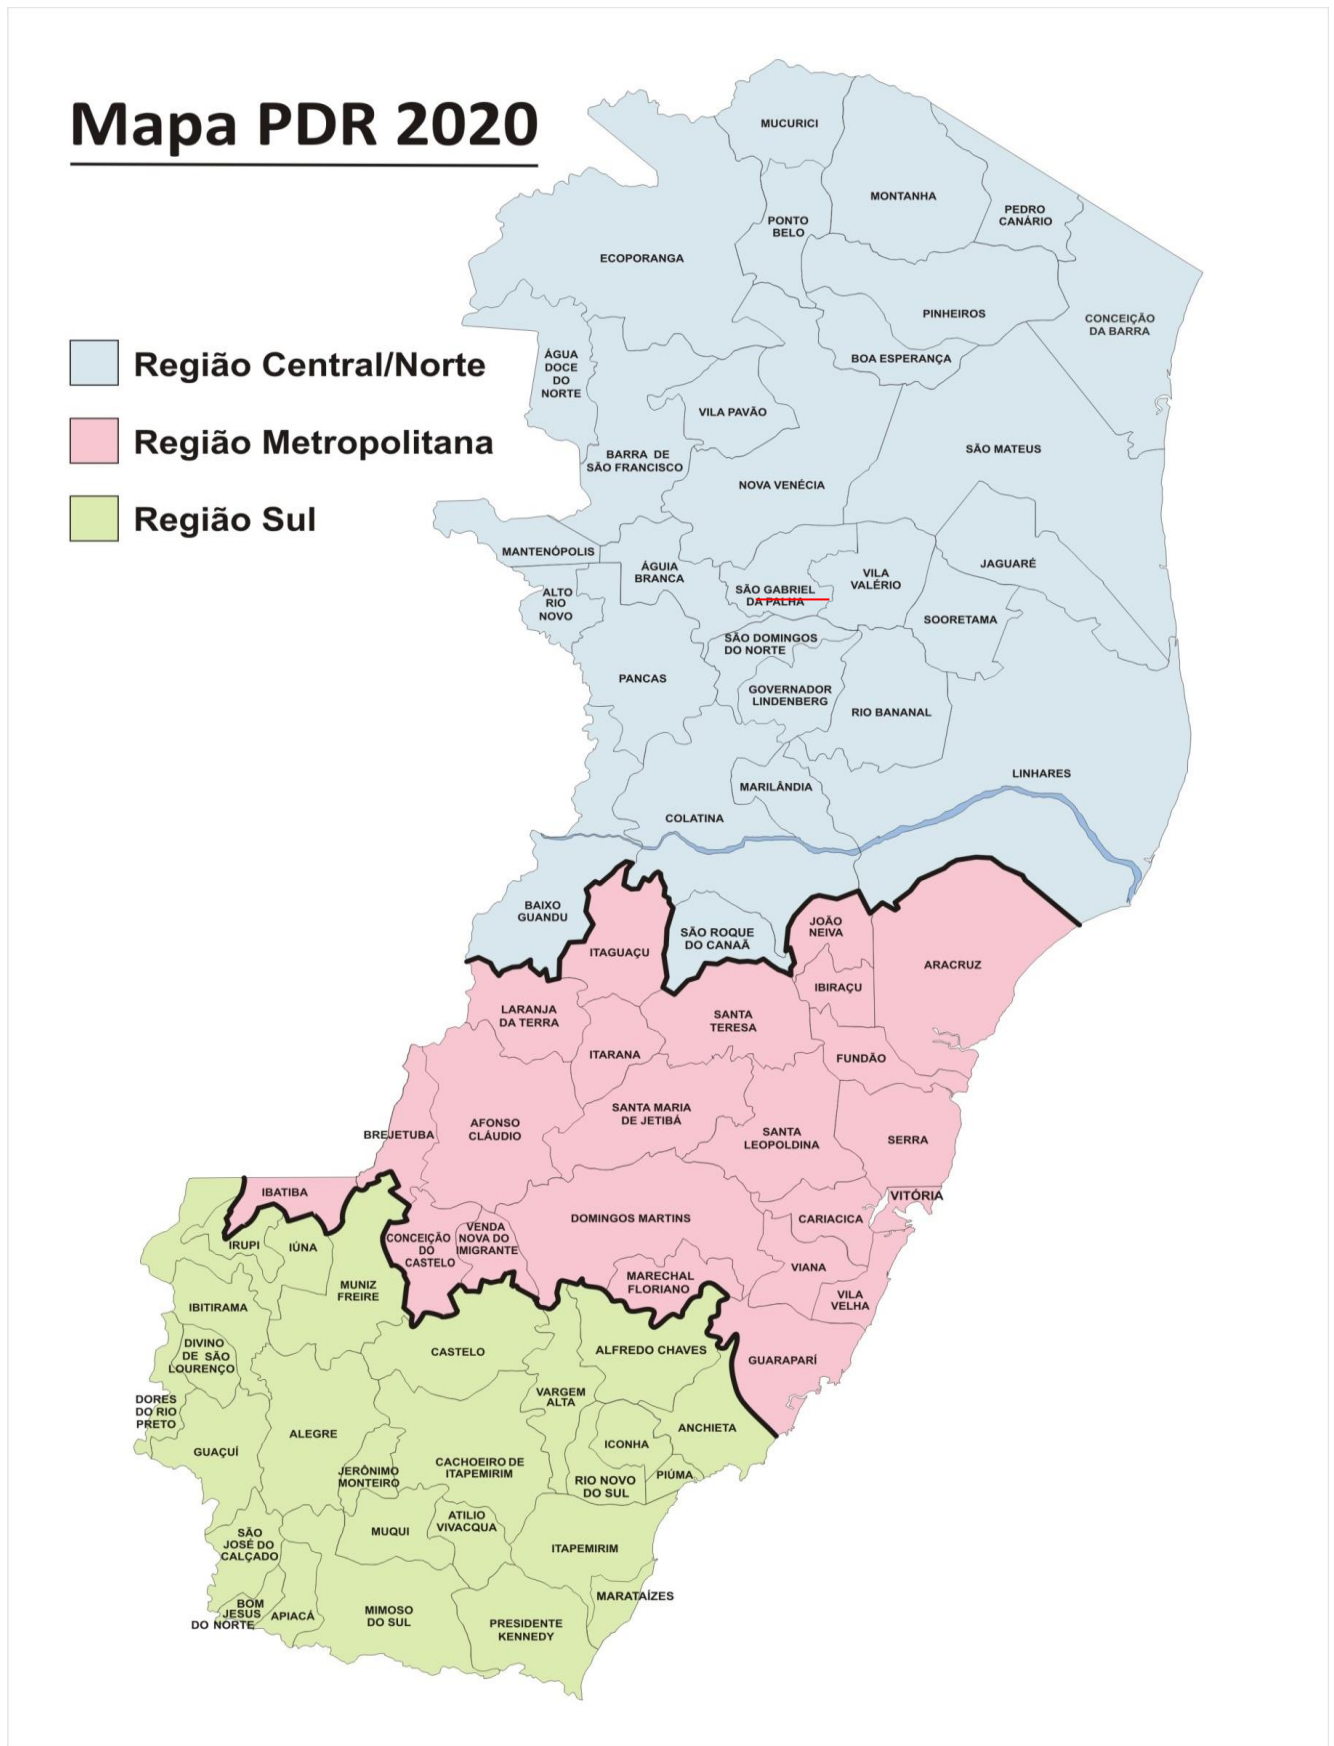 Mapa PDR 2020
Região Central/Norte
Região Metropolitana
Região Sul
MUCURICI
MONTANHA
PEDRO
CANÁRIO
PONTO
BELO
ECOPORANGA
PINHEIROS
CONCEIÇÃO
DA BARRA
ÁGUA
DOCE
DO
NORTE
BOA ESPERANÇA
VILA PAVÃO
BARRA DE
SÃO FRANCISCO
SÃO MATEUS
NOVA VENÉCIA
MANTENÓPOLIS
ÁGUIA
BRANCA
JAGUARÉ
VILA
VALÉRIO
SÃO GABRIEL
DA PALHA
ALTO
RIO
NOVO
SOORETAMA
SÃO DOMINGOS
DO NORTE
PANCAS
GOVERNADOR
LINDENBERG
RIO BANANAL
LINHARES
MARILÂNDIA
COLATINA
BAIXO
GUANDU
SÃO ROQUE
DO CANAÃ
JOÃO
NEIVA
ITAGUAÇU
ARACRUZ
IBIRAÇU
LARANJA
DA TERRA
SANTA
TERESA
ITARANA
FUNDÃO
SANTA MARIA
DE JETIBÁ
AFONSO
CLÁUDIO
BREJETUBA
SANTA
LEOPOLDINA
SERRA
IBATIBA
VITÓRIA
DOMINGOS MARTINS
CARIACICA
IRUPI
IÚNA
CONCEIÇÃO
DO
CASTELO
VENDA
NOVA DO
IMIGRANTE
VIANA
MUNIZ
FREIRE
MARECHAL
FLORIANO
VILA
VELHA
IBITIRAMA
DIVINO
DE SÃO
LOURENÇO
CASTELO
ALFREDO CHAVES
GUARAPARÍ
DORES
DO RIO
PRETO
VARGEM
ALTA
ANCHIETA
ALEGRE
GUAÇUÍ
ICONHA
JERÔNIMO
MONTEIRO
CACHOEIRO DE
ITAPEMIRIM
PIÚMA
RIO NOVO
DO SUL
SÃO
JOSÉ DO
CALÇADO
MUQUI
ATILIO
VIVACQUA
ITAPEMIRIM
MARATAÍZES
BOM
JESUS
DO NORTE
APIACÁ
MIMOSO
DO SUL
PRESIDENTE
KENNEDY